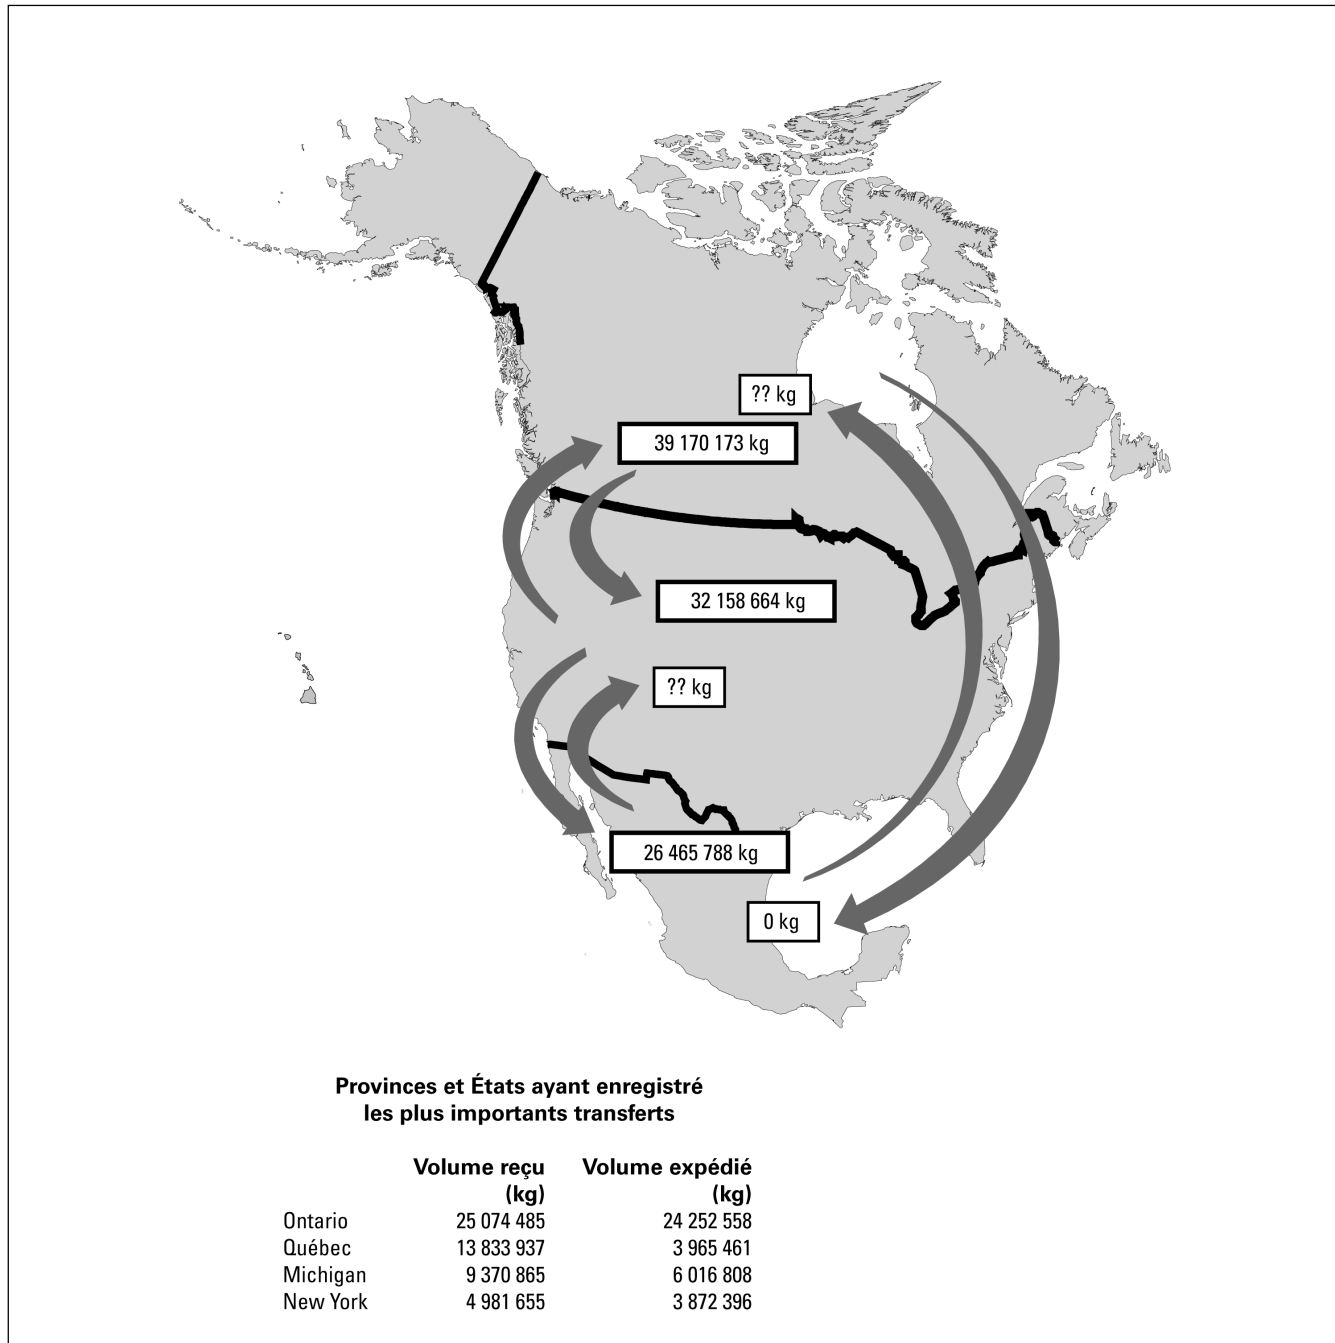 ?? kg
39 170 173 kg
32 158 664 kg
?? kg
26 465 788 kg
0 kg
Provinces et États ayant enregistré
les plus importants transferts
Volume reçu Volume expédié
(kg) (kg)
Ontario 25 074 485 24 252 558
Québec 13 833 937 3 965 461
Michigan 9 370 865 6 016 808
New York 4 981 655 3 872 396